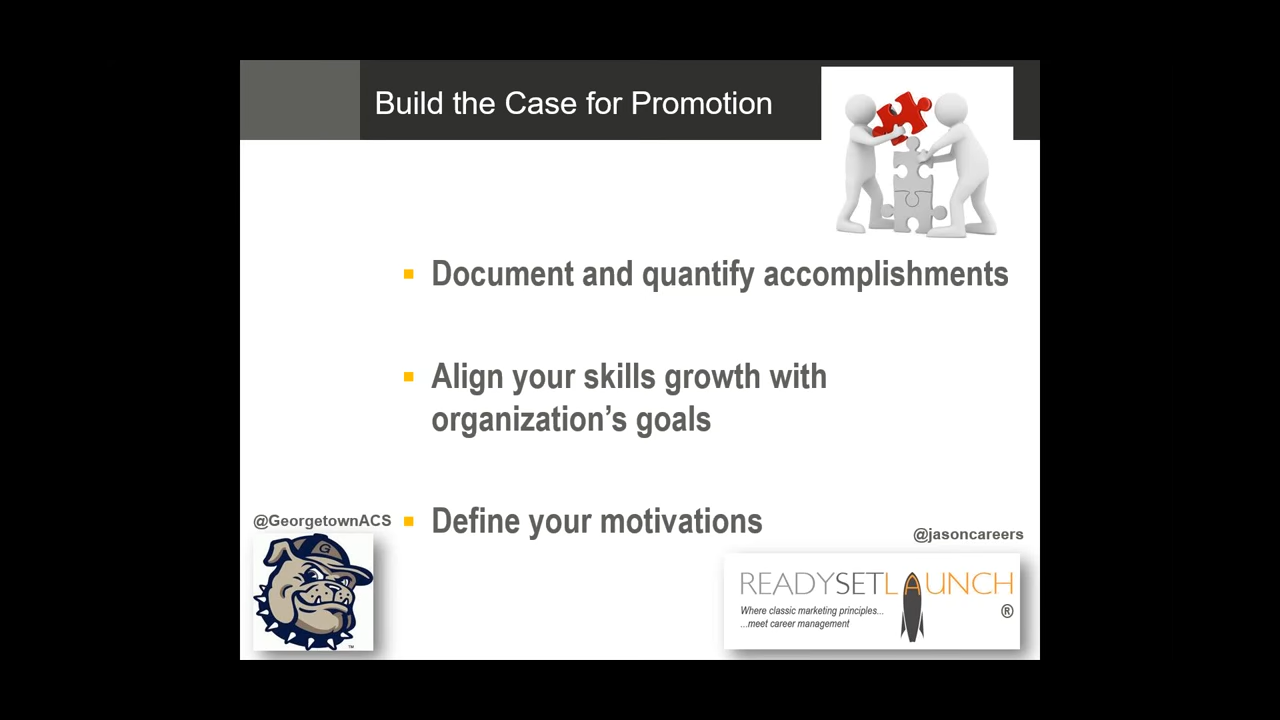 Build the Case for Promotion
Document and quantify accomplishments
Align your skills growth with
organization’s goals
Define your motivations
@GeorgetownACS
G
™
@jasoncareers
READYSETLAUNCH
®
Where classic marketing principles...
...meet career management